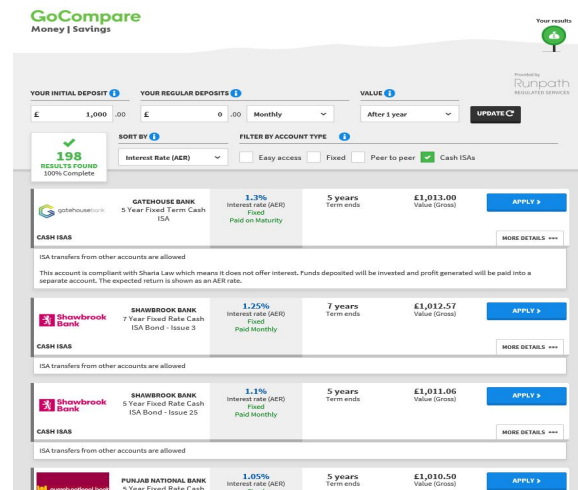 GoCompare
Money | Savings
Your results
Provided by
Runpath
REGULATED SERVICES
YOUR INITIAL DEPOSIT i
YOUR REGULAR DEPOSITS i
VALUE i
£ 1,000 .00
£ 0 .00
Monthly
After 1 year
UPDATE
198
RESULTS FOUND
100% Complete
SORT BY i
FILTER BY ACCOUNT TYPE i
Interest Rate (AER)
Easy access
Fixed
Peer to peer
Cash ISAs
gatehousebank
GATEHOUSE BANK
5 Year Fixed Term Cash
ISA
1.3%
Interest rate (AER)
Fixed
Paid on Maturity
5 years
Term ends
£1,013.00
Value (Gross)
APPLY >
CASH ISAS
MORE DETAILS •••
ISA transfers from other accounts are allowed
This account is compliant with Sharia Law which means it does not offer interest. Funds deposited will be invested and profit generated will be paid into a
separate account. The expected return is shown as an AER rate.
Shawbrook
Bank
SHAWBROOK BANK
7 Year Fixed Rate Cash
ISA Bond - Issue 3
1.25%
Interest rate (AER)
Fixed
Paid Monthly
7 years
Term ends
£1,012.57
Value (Gross)
APPLY >
CASH ISAS
MORE DETAILS •••
ISA transfers from other accounts are allowed
Shawbrook
Bank
SHAWBROOK BANK
5 Year Fixed Rate Cash
ISA Bond - Issue 25
1.1%
Interest rate (AER)
Fixed
Paid Monthly
5 years
Term ends
£1,011.06
Value (Gross)
APPLY >
CASH ISAS
MORE DETAILS •••
ISA transfers from other accounts are allowed
punjab national bank
PUNJAB NATIONAL BANK
5 Year Fixed Rate Cash
1.05%
Interest rate (AER)
5 years
Term ends
£1,010.50
Value (Gross)
APPLY >